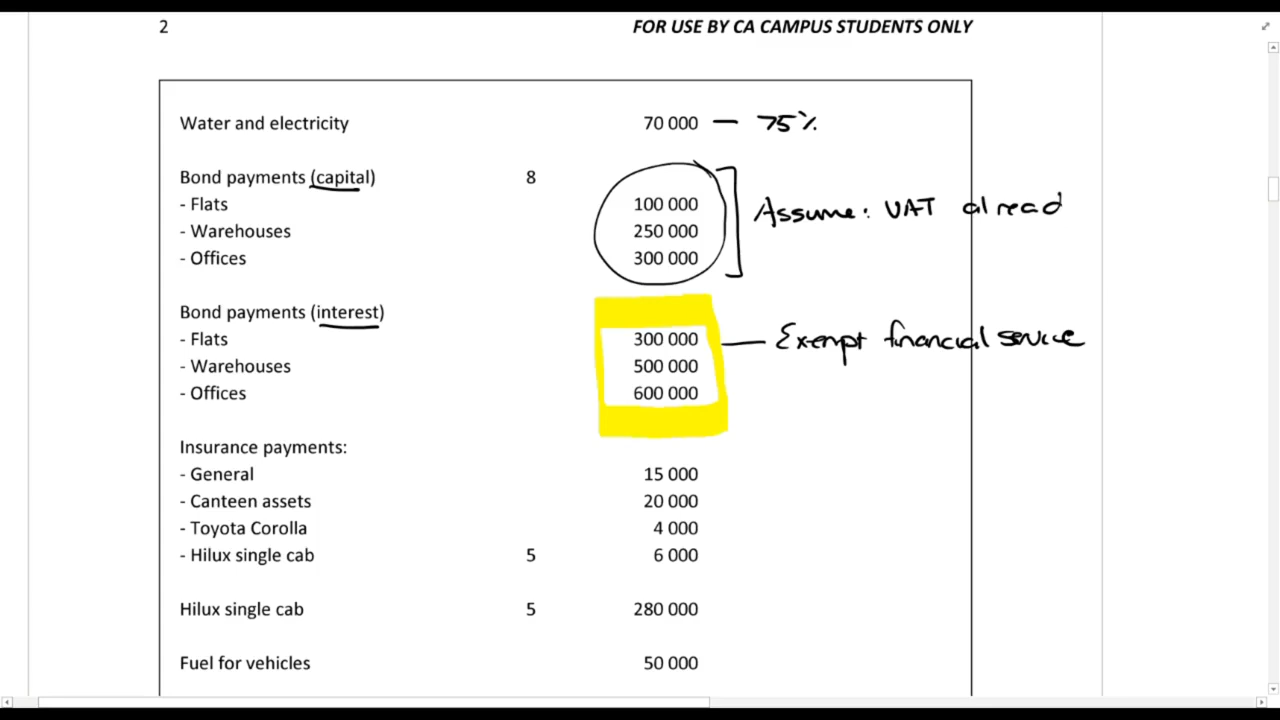 2 FOR USE BY CA CAMPUS STUDENTS ONLY
Water and electricity 70 000 — 75%
Bond payments (capital) 8
- Flats 100 000
- Warehouses 250 000 Assume: VAT alread
- Offices 300 000
Bond payments (interest)
- Flats 300 000 — Exempt financial service
- Warehouses 500 000
- Offices 600 000
Insurance payments:
- General 15 000
- Canteen assets 20 000
- Toyota Corolla 4 000
- Hilux single cab 5 6 000
Hilux single cab 5 280 000
Fuel for vehicles 50 000